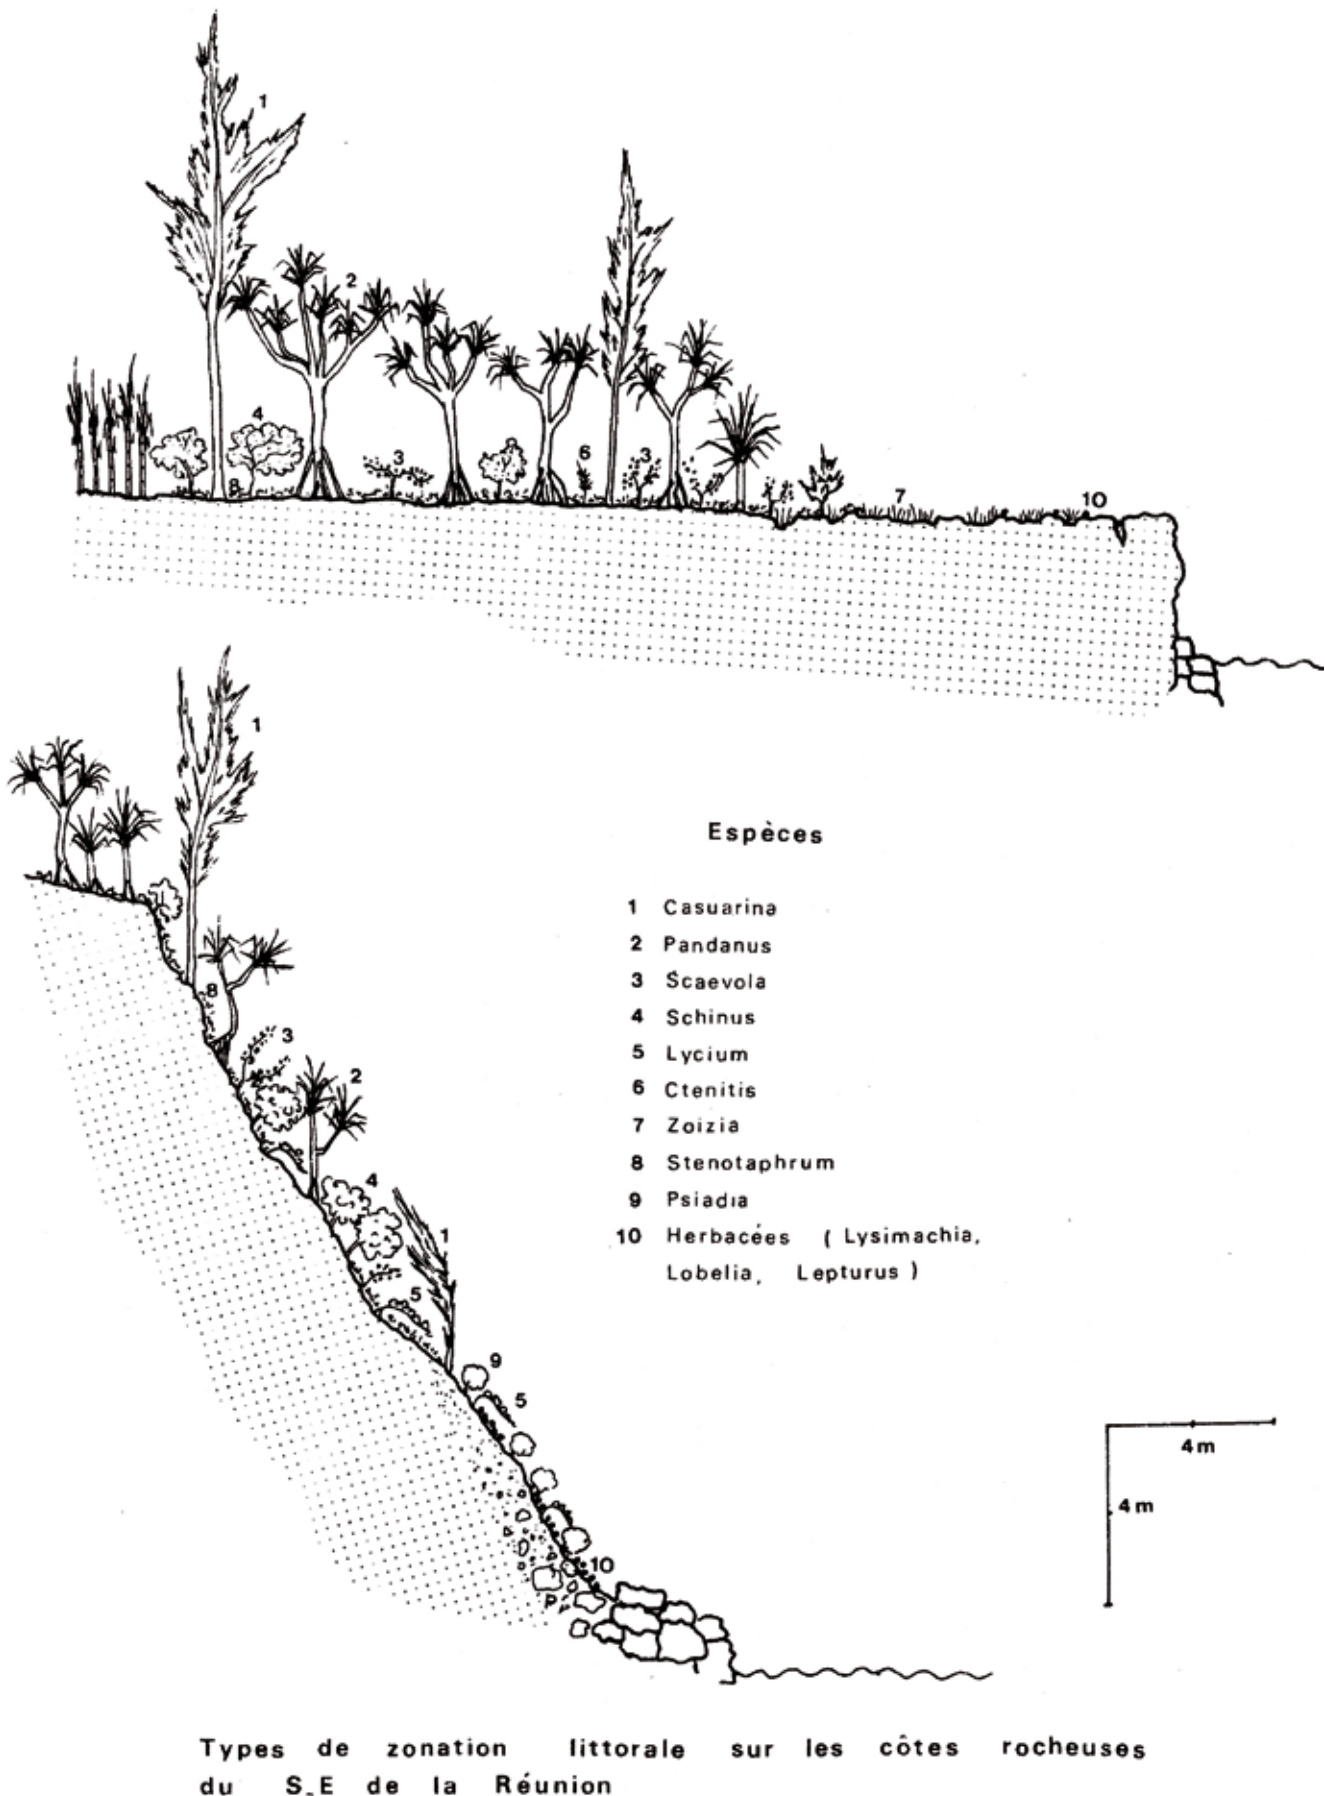 1
2
4
3
6
3
8
7
10
1
8
3
2
4
1
5
9
5
10
Espèces
1 Casuarina
2 Pandanus
3 Scaevola
4 Schinus
5 Lycium
6 Ctenitis
7 Zoizia
8 Stenotaphrum
9 Psiadia
10 Herbacées ( Lysimachia,
Lobelia, Lepturus )
4m
4m
Types de zonation littorale sur les côtes rocheuses
du S.E de la Réunion